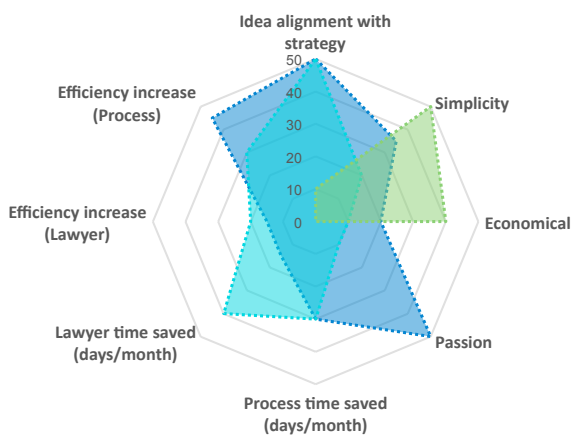 Idea alignment with
strategy
Efficiency increase
(Process)
50
40
30
20
10
0
Simplicity
Efficiency increase
(Lawyer)
Economical
Lawyer time saved
(days/month)
Passion
Process time saved
(days/month)